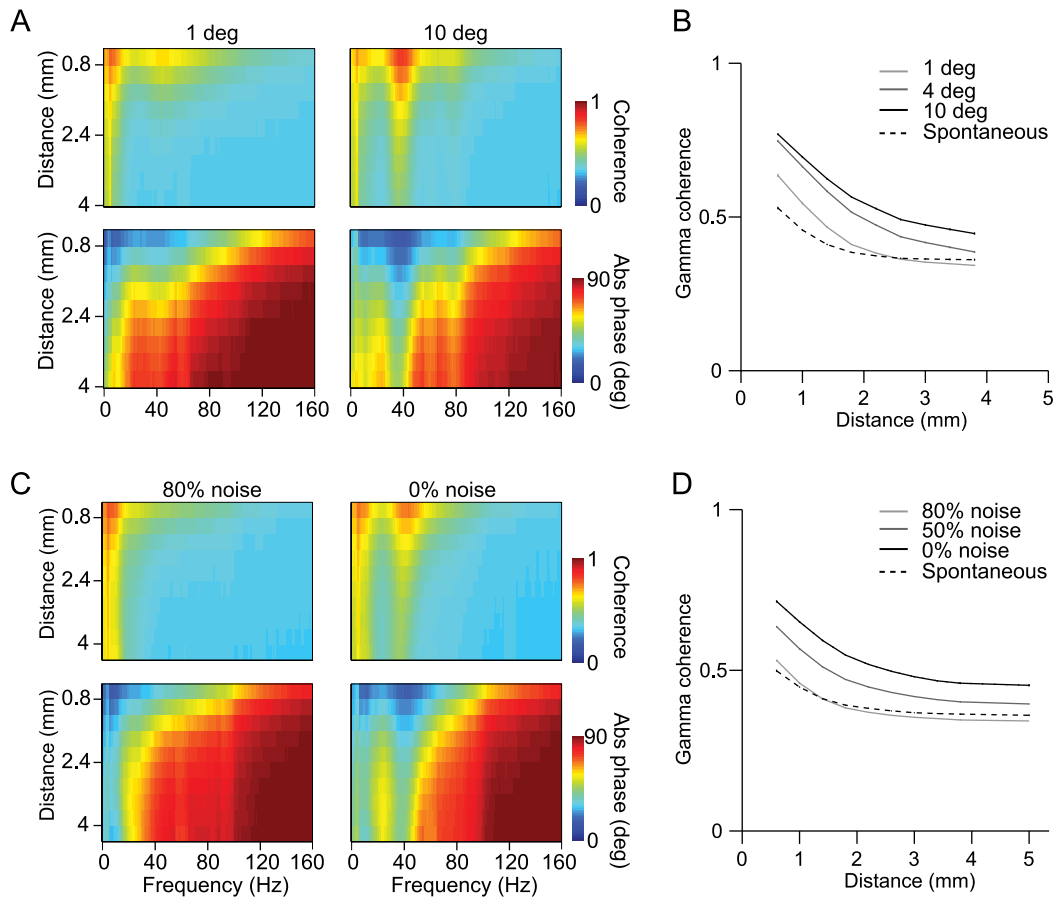 A
1 deg
10 deg
Distance (mm)
0.8
2.4
4
1
Coherence
0
Distance (mm)
0.8
2.4
4
90
Abs phase (deg)
0
0 40 80 120 160
0 40 80 120 160
B
1
0.5
0
Gamma coherence
1 deg
4 deg
10 deg
Spontaneous
0 1 2 3 4 5
Distance (mm)
C
80% noise
0% noise
Distance (mm)
0.8
2.4
4
1
Coherence
0
Distance (mm)
0.8
2.4
4
90
Abs phase (deg)
0
0 40 80 120 160
Frequency (Hz)
0 40 80 120 160
Frequency (Hz)
D
1
0.5
0
Gamma coherence
80% noise
50% noise
0% noise
Spontaneous
0 1 2 3 4 5
Distance (mm)